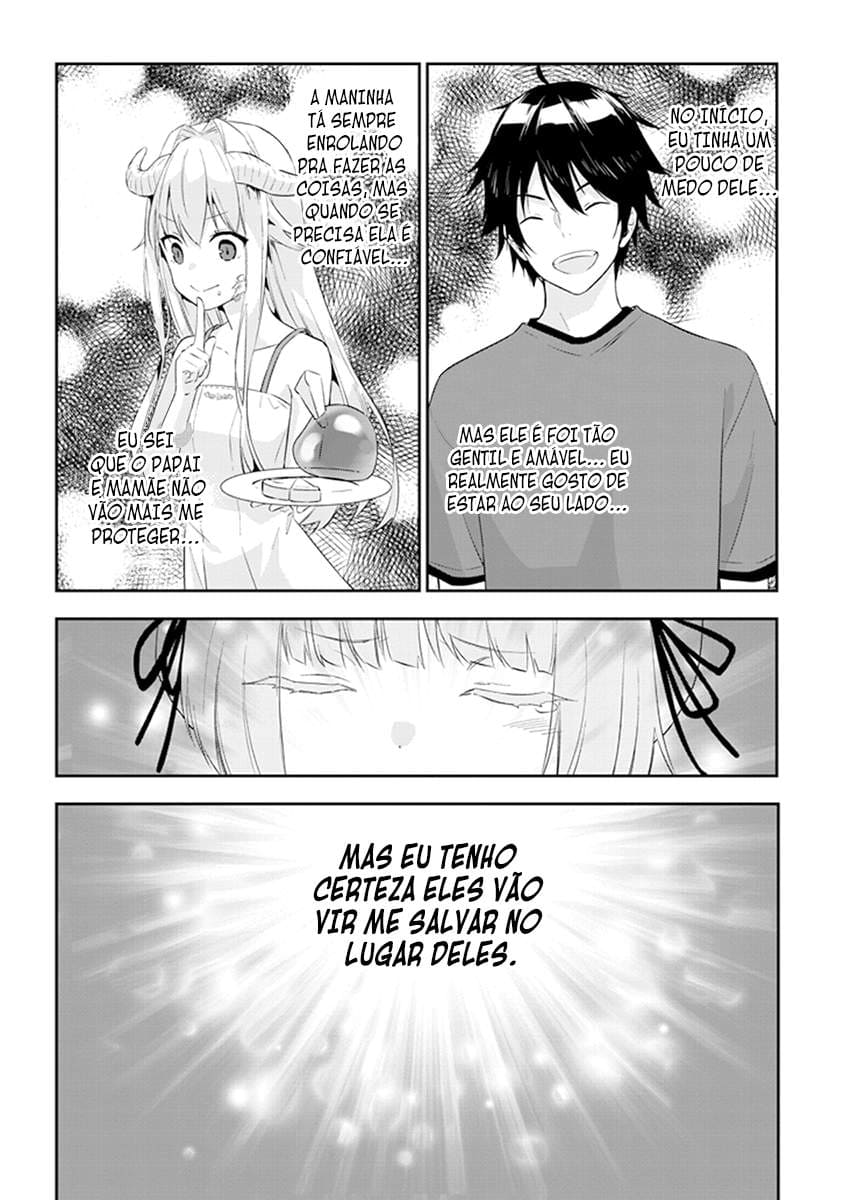 NO INÍCIO,
EU TINHA UM
POUCO DE
MEDO DELE...
MAS ELE É FOI TÃO
GENTIL E AMÁVEL... EU
REALMENTE GOSTO DE
ESTAR AO SEU LADO...
A MANINHA
TÁ SEMPRE
ENROLANDO
PRA FAZER AS
COISAS, MAS
QUANDO SE
PRECISA ELA É
CONFIÁVEL...
EU SEI
QUE O PAPAI
E MAMÃE NÃO
VÃO MAIS ME
PROTEGER...
MAS EU TENHO
CERTEZA ELES VÃO
VIR ME SALVAR NO
LUGAR DELES.